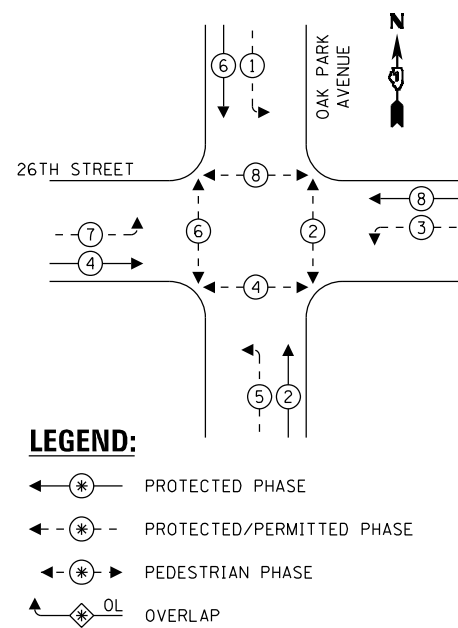 N
6 1
OAK PARK
AVENUE
26TH STREET
8
8
7
6
2
3
4
4
5 2
LEGEND:
* PROTECTED PHASE
* PROTECTED/PERMITTED PHASE
* PEDESTRIAN PHASE
* OL OVERLAP